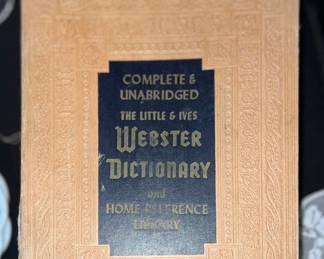 COMPLETE &
UNABRIDGED
THE LITTLE & IVES
WEBSTER
DICTIONARY
and
HOME REFERENCE
LIBRARY